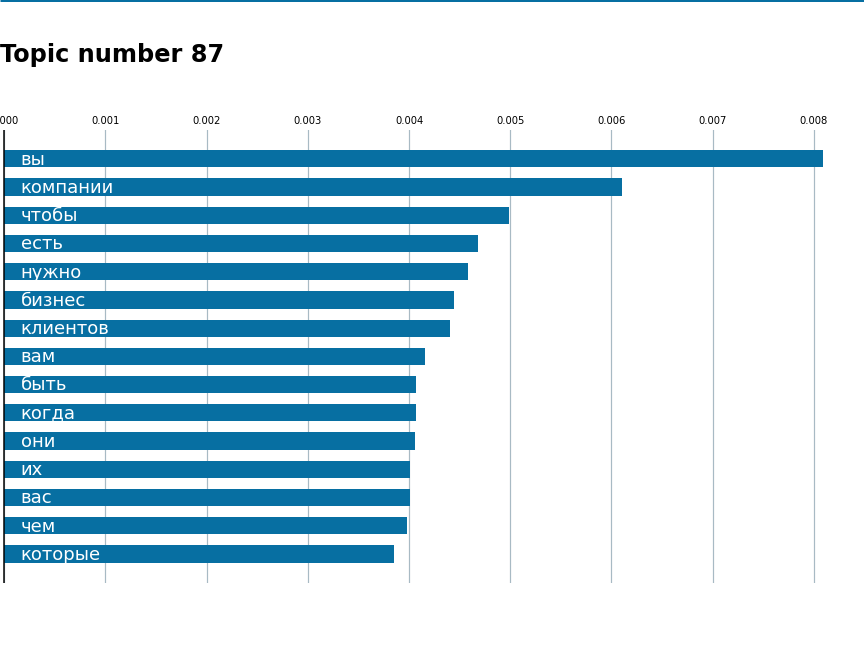 Topic number 87
.000 0.001 0.002 0.003 0.004 0.005 0.006 0.007 0.008
вы
компании
чтобы
есть
нужно
бизнес
клиентов
вам
быть
когда
они
их
вас
чем
которые